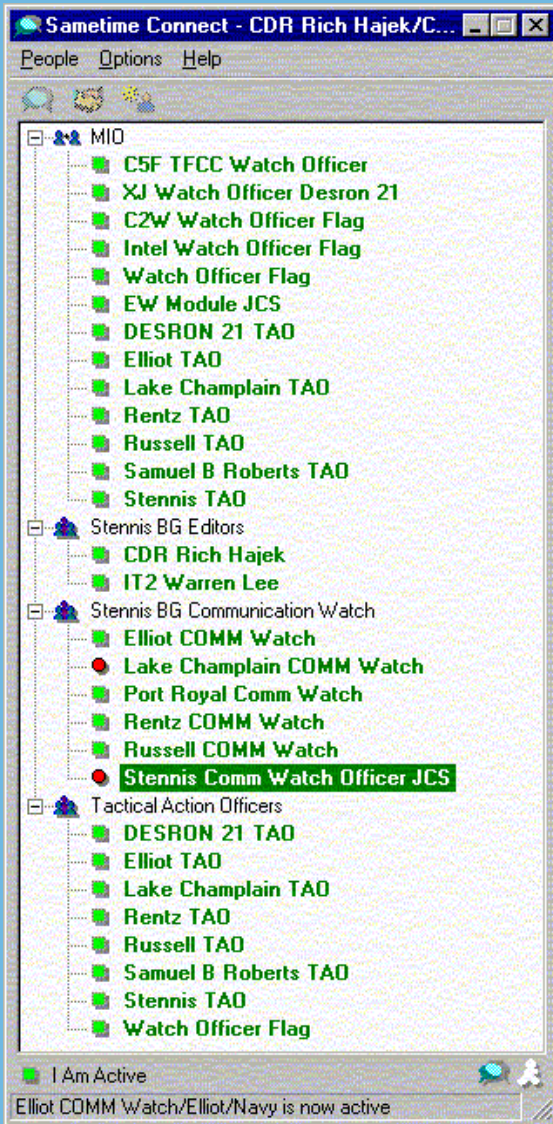 Sametime Connect - CDR Rich Hajek/C...
People Options Help
MIO
C5F TFCC Watch Officer
XJ Watch Officer Desron 21
C2W Watch Officer Flag
Intel Watch Officer Flag
Watch Officer Flag
EW Module JCS
DESRON 21 TAO
Elliot TAO
Lake Champlain TAO
Rentz TAO
Russell TAO
Samuel B Roberts TAO
Stennis TAO
Stennis BG Editors
CDR Rich Hajek
IT2 Warren Lee
Stennis BG Communication Watch
Elliot COMM Watch
Lake Champlain COMM Watch
Port Royal Comm Watch
Rentz COMM Watch
Russell COMM Watch
Stennis Comm Watch Officer JCS
Tactical Action Officers
DESRON 21 TAO
Elliot TAO
Lake Champlain TAO
Rentz TAO
Russell TAO
Samuel B Roberts TAO
Stennis TAO
Watch Officer Flag
I Am Active
Elliot COMM Watch/Elliot/Navy is now active